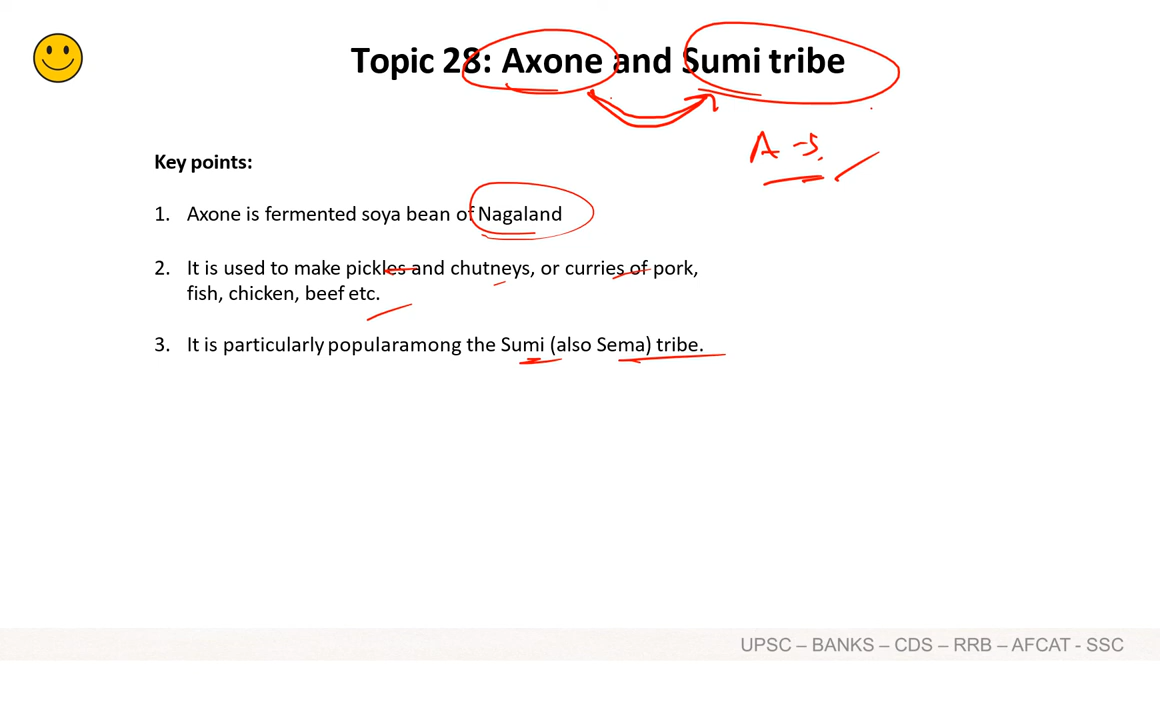 Topic 28: Axone and Sumi tribe
A-S.
Key points:
1. Axone is fermented soya bean of Nagaland
2. It is used to make pickles and chutneys, or curries of pork,
fish, chicken, beef etc.
3. It is particularly popularamong the Sumi (also Sema) tribe.
UPSC – BANKS – CDS – RRB – AFCAT - SSC